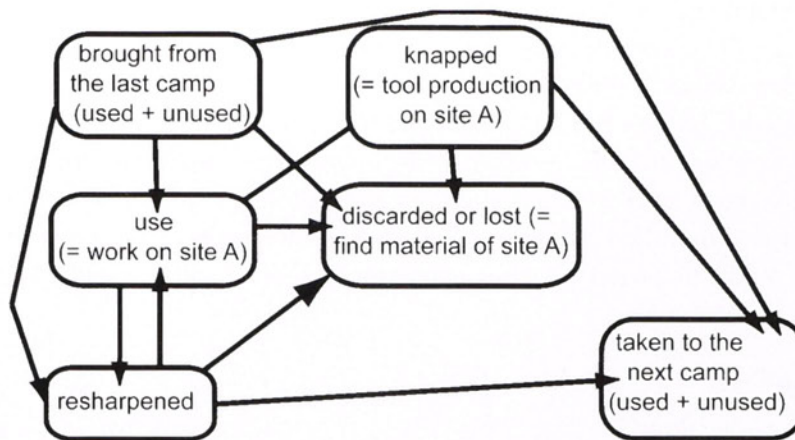 brought from
the last camp
(used + unused)
knapped
(= tool production
on site A)
use
(= work on site A)
discarded or lost (=
find material of site A)
resharpened
taken to the
next camp
(used + unused)